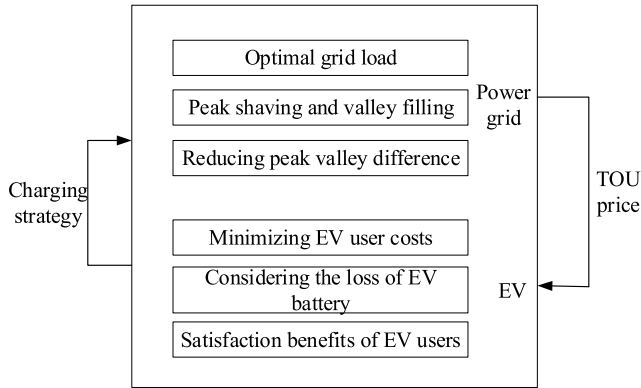 Optimal grid load
Peak shaving and valley filling
Power
grid
Reducing peak valley difference
Charging
strategy
TOU
price
Minimizing EV user costs
Considering the loss of EV
battery
EV
Satisfaction benefits of EV users